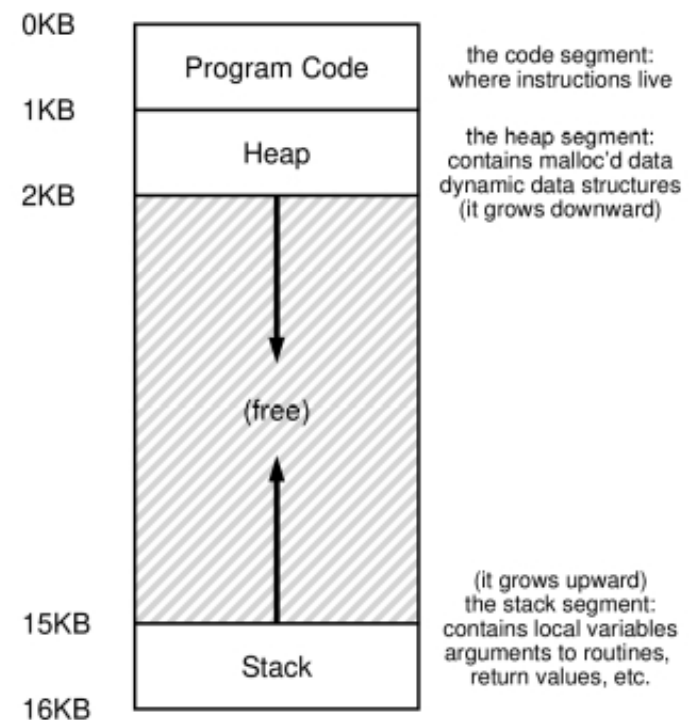 0KB
Program Code
the code segment:
where instructions live
1KB
Heap
the heap segment:
contains malloc'd data
dynamic data structures
(it grows downward)
2KB
(free)
(it grows upward)
the stack segment:
contains local variables
arguments to routines,
return values, etc.
15KB
Stack
16KB